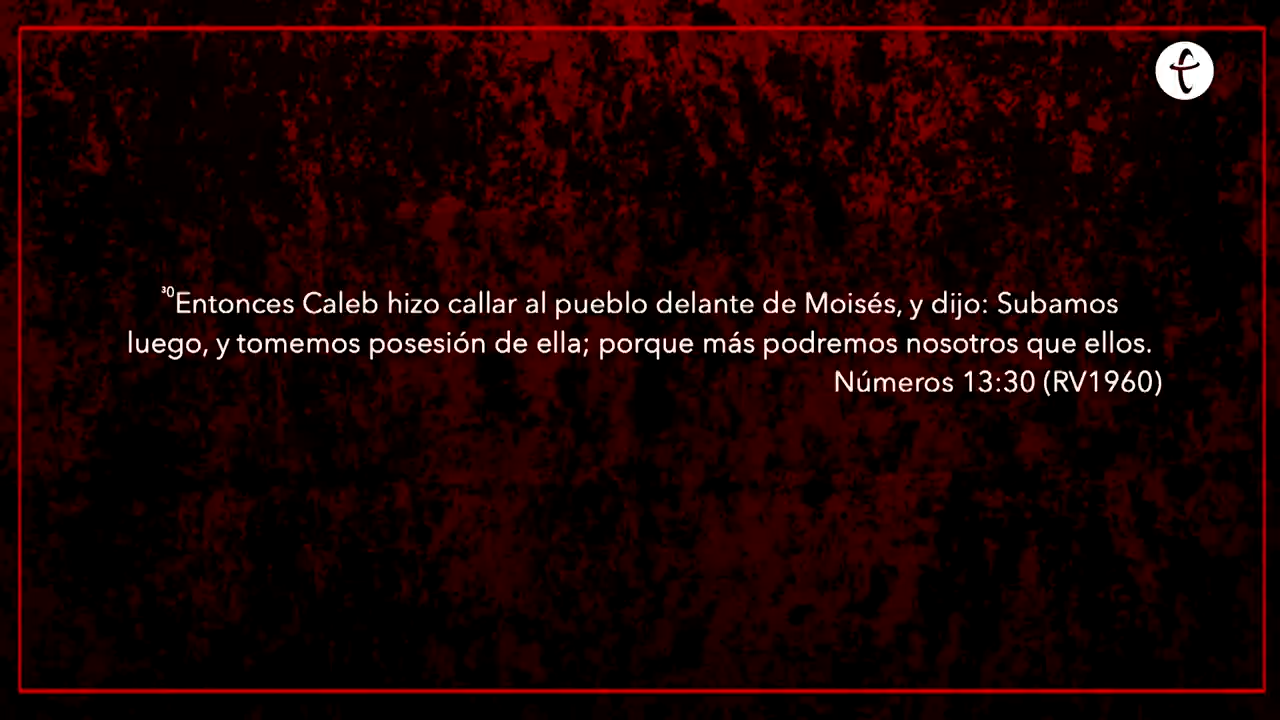 ³⁰Entonces Caleb hizo callar al pueblo delante de Moisés, y dijo: Subamos
luego, y tomemos posesión de ella; porque más podremos nosotros que ellos.
Números 13:30 (RV1960)